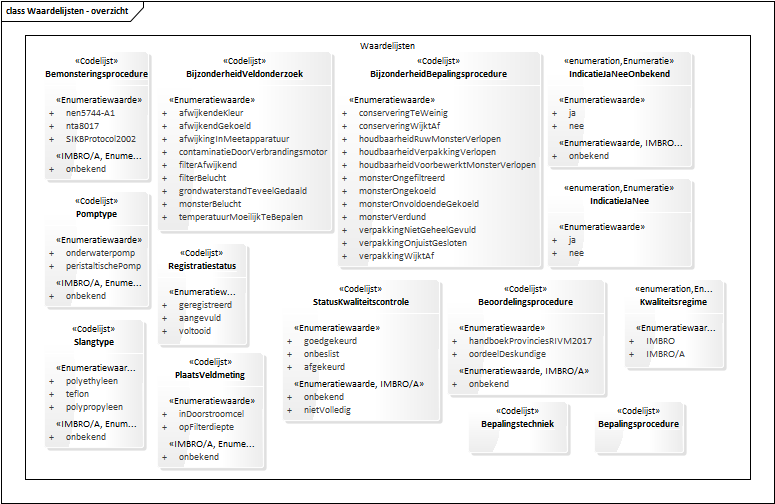 class Waardelijsten - overzicht
Waardelijsten
«Codelijst»
Bemonsteringsprocedure
«Enumeratiewaarde»
+ nen5744-A1
+ nta8017
+ SIKBProtocol2002
«IMBRO/A, Enume...
+ onbekend
«Codelijst»
BijzonderheidVeldonderzoek
«Enumeratiewaarde»
+ afwijkendeKleur
+ afwijkendGekoeld
+ afwijkingInMeetapparatuur
+ contaminatieDoorVerbrandingsmotor
+ filterAfwijkend
+ filterBelucht
+ grondwaterstandTeveelGedaald
+ monsterBelucht
+ temperatuurMoeilijkTeBepalen
«Codelijst»
BijzonderheidBepalingsprocedure
«Enumeratiewaarde»
+ conserveringTeWeinig
+ conserveringWijktAf
+ houdbaarheidRuwMonsterVerlopen
+ houdbaarheidVerpakkingVerlopen
+ houdbaarheidVoorbewerktMonsterVerlopen
+ monsterOngefiltreerd
+ monsterOngekoeld
+ monsterOnvoldoendeGekoeld
+ monsterVerdund
+ verpakkingNietGeheelGevuld
+ verpakkingOnjuistGesloten
+ verpakkingWijktAf
«enumeration,Enumeratie»
IndicatieJaNeeOnbekend
«Enumeratiewaarde»
+ ja
+ nee
«Enumeratiewaarde, IMBRO...
+ onbekend
«enumeration,Enumeratie»
IndicatieJaNee
«Enumeratiewaarde»
+ ja
+ nee
«Codelijst»
Pomptype
«Enumeratiewaarde»
+ onderwaterpomp
+ peristaltischePomp
«IMBRO/A, Enume...
+ onbekend
«Codelijst»
Registratiestatus
«Enumeratiew...
+ geregistreerd
+ aangevuld
+ voltooid
«Codelijst»
StatusKwaliteitscontrole
«Enumeratiewaarde»
+ goedgekeurd
+ onbeslist
+ afgekeurd
«Enumeratiewaarde, IMBRO/A»
+ onbekend
+ nietVolledig
«Codelijst»
Beoordelingsprocedure
«Enumeratiewaarde»
+ handboekProvinciesRIVM2017
+ oordeelDeskundige
«Enumeratiewaarde, IMBRO/A»
+ onbekend
«enumeration,En...
Kwaliteitsregime
«Enumeratiewaar...
+ IMBRO
+ IMBRO/A
«Codelijst»
Slangtype
«Enumeratiewaar...
+ polyethyleen
+ teflon
+ polypropyleen
«IMBRO/A, Enum...
+ onbekend
«Codelijst»
PlaatsVeldmeting
«Enumeratiewaarde»
+ inDoorstroomcel
+ opFilterdiepte
«IMBRO/A, Enume...
+ onbekend
«Codelijst»
Bepalingstechniek
«Codelijst»
Bepalingsprocedure